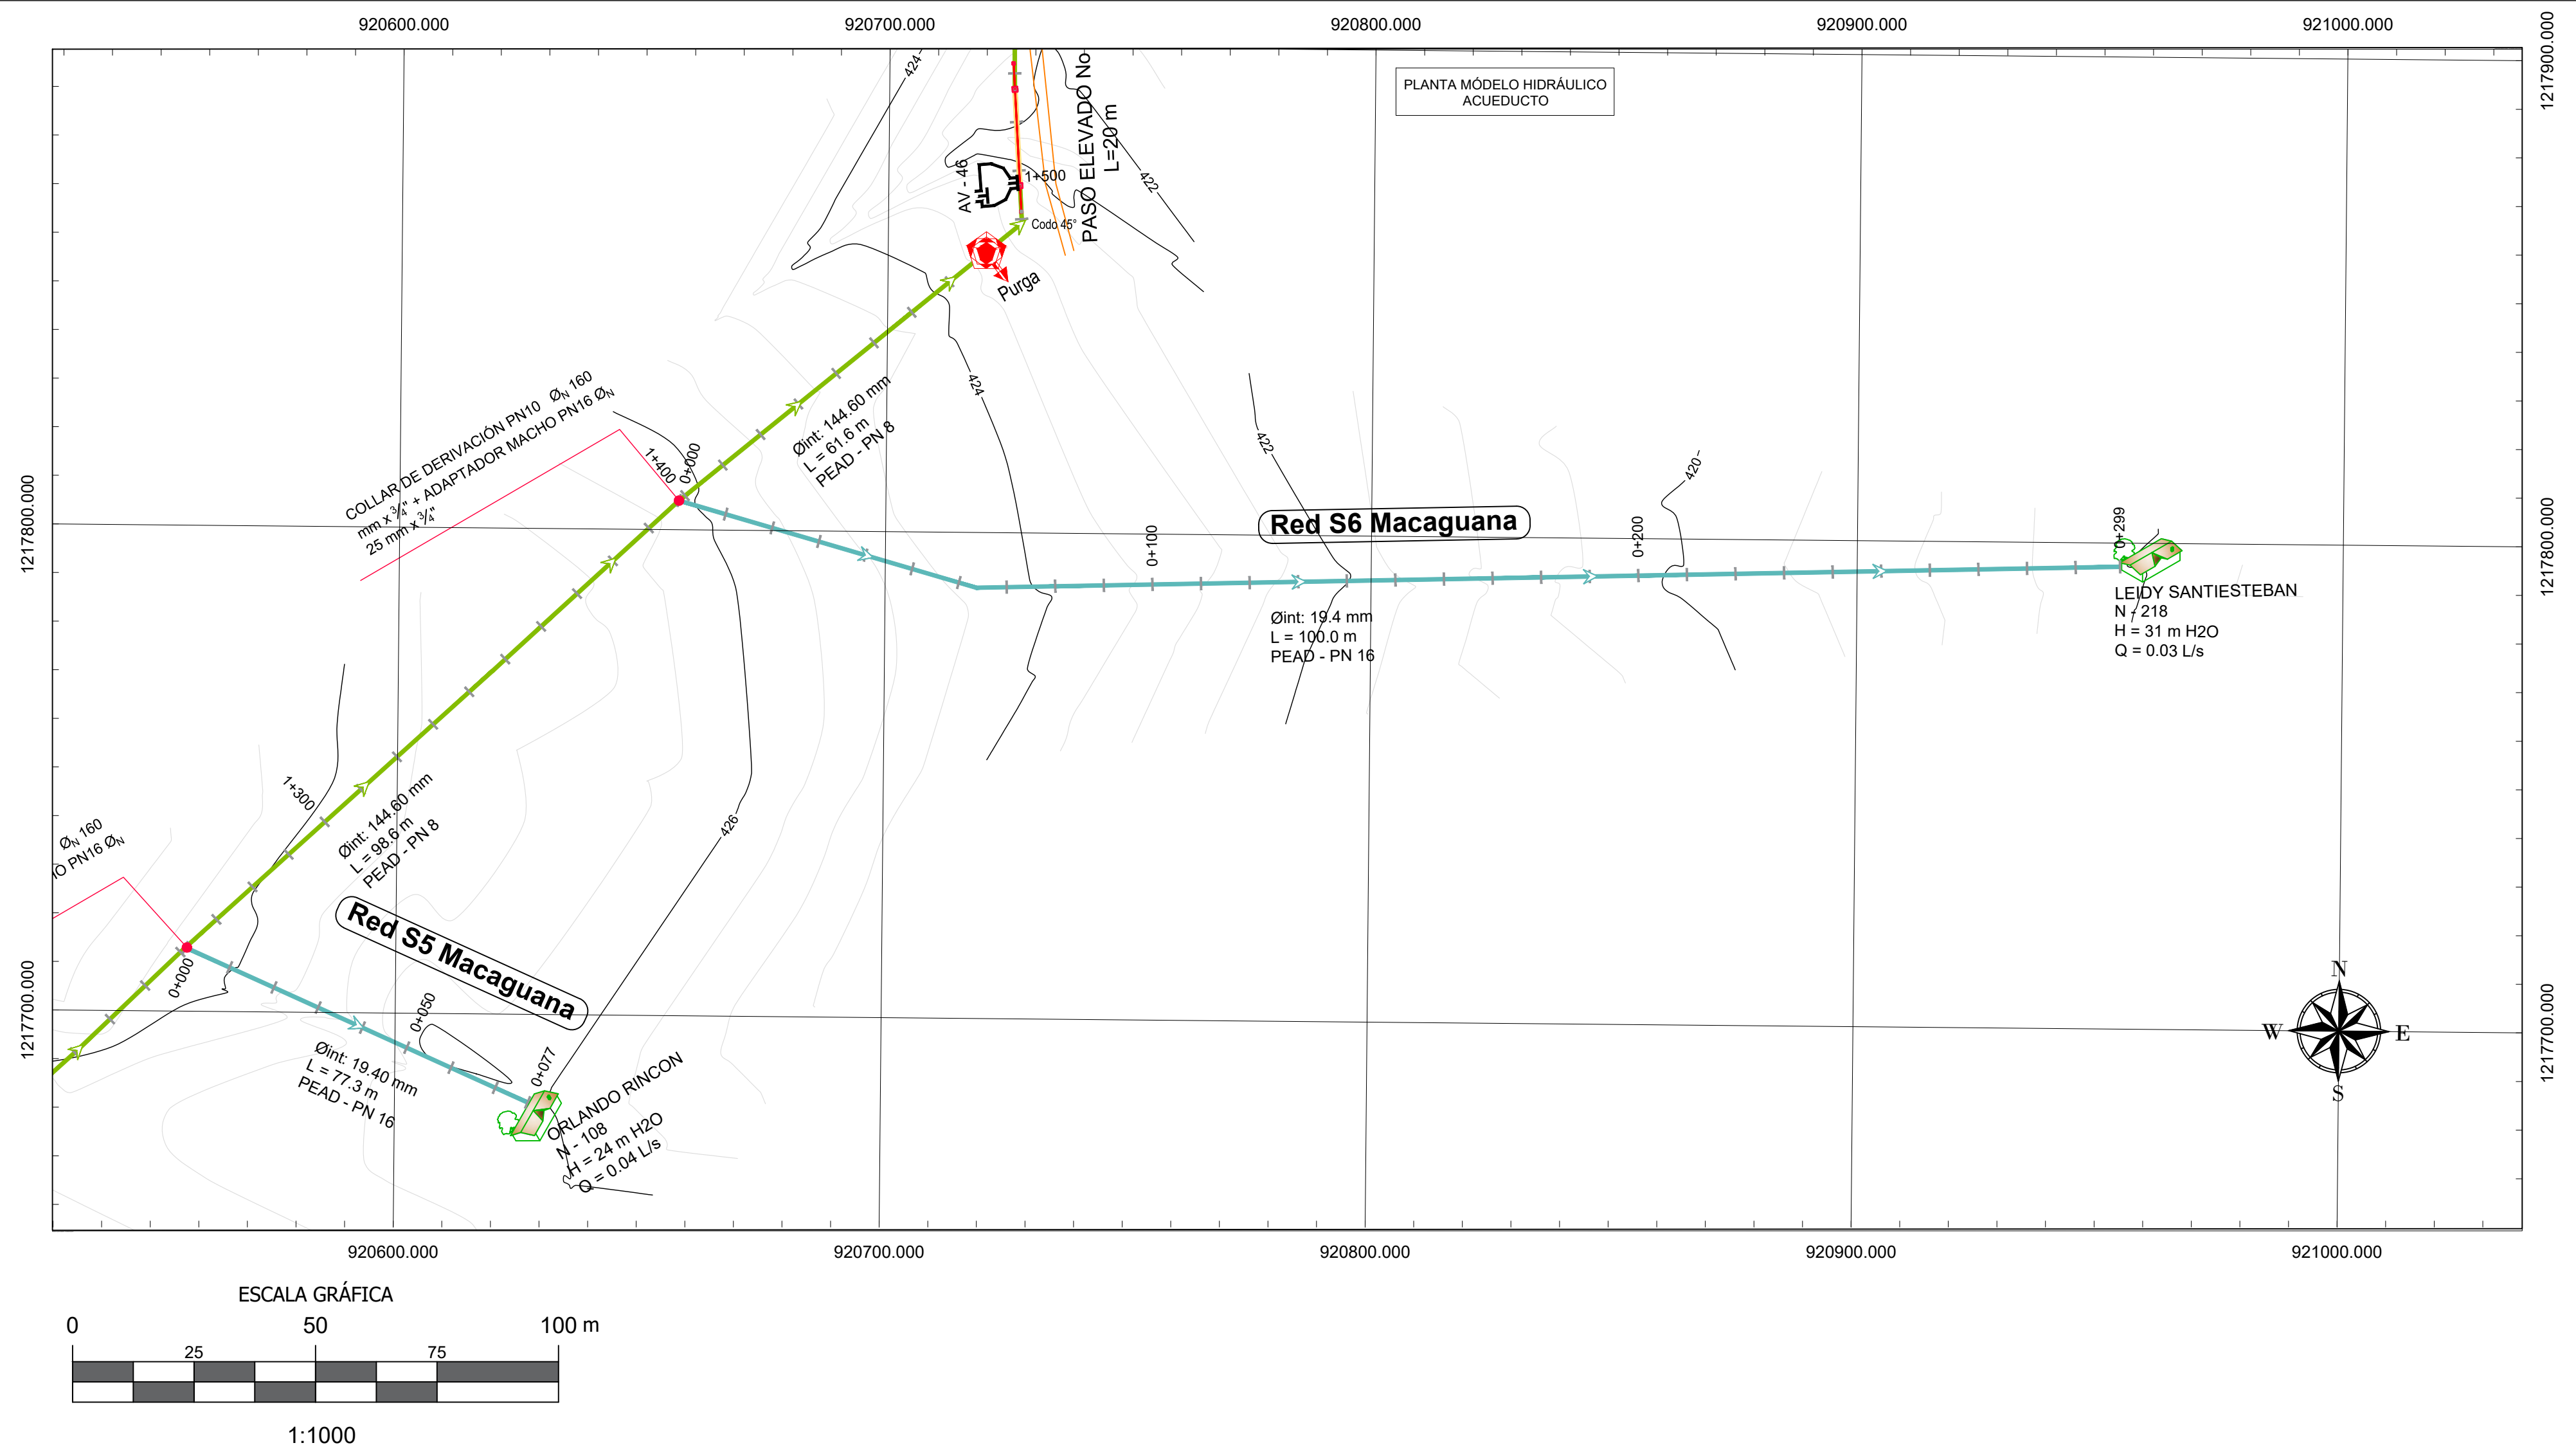 920600.000
920700.000
920800.000
920900.000
921000.000
1217900.000
1217800.000
1217700.000
1217800.000
1217700.000
PLANTA MÓDELO HIDRÁULICO
ACUEDUCTO
424
422
PASO ELEVADO No
L=20 m
AV - 46
1+500
Codo 45°
Purga
424
422
420
426
COLLAR DE DERIVACIÓN PN10 ØN 160
mm x ¾" + ADAPTADOR MACHO PN16 ØN
25 mm x ¾"
1+400
0+000
Øint: 144.60 mm
L = 61.6 m
PEAD - PN 8
0+100
Red S6 Macaguana
0+200
0+299
Øint: 19.4 mm
L = 100.0 m
PEAD - PN 16
LEIDY SANTIESTEBAN
N - 218
H = 31 m H2O
Q = 0.03 L/s
1+300
Øint: 144.60 mm
L = 98.6 m
PEAD - PN 8
ØN 160
IO PN16 ØN
Red S5 Macaguana
0+000
0+050
0+077
Øint: 19.40 mm
L = 77.3 m
PEAD - PN 16
ORLANDO RINCON
N - 108
H = 24 m H2O
Q = 0.04 L/s
N
W
E
S
920600.000
920700.000
920800.000
920900.000
921000.000
ESCALA GRÁFICA
0
50
100 m
25
75
1:1000